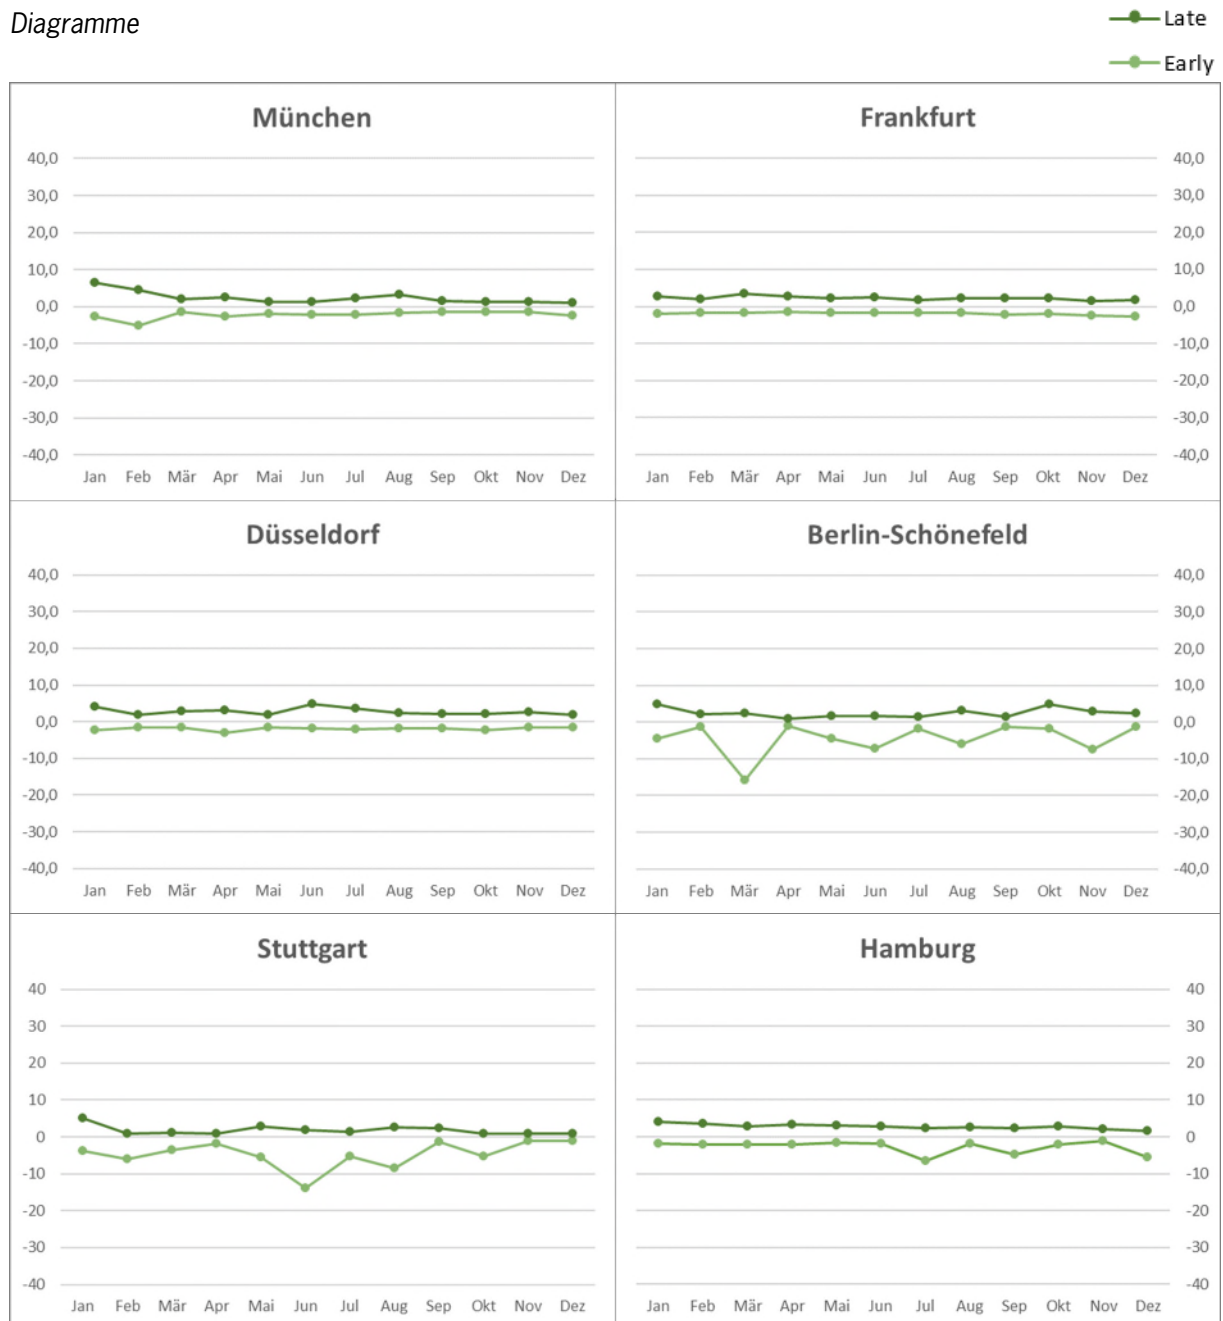 Diagramme
Late
Early
München
Frankfurt
40,0 40,0
30,0 30,0
20,0 20,0
10,0 10,0
0,0 0,0
-10,0 -10,0
-20,0 -20,0
-30,0 -30,0
-40,0 -40,0
Jan Feb Mär Apr Mai Jun Jul Aug Sep Okt Nov Dez Jan Feb Mär Apr Mai Jun Jul Aug Sep Okt Nov Dez
Düsseldorf
Berlin-Schönefeld
40,0 40,0
30,0 30,0
20,0 20,0
10,0 10,0
0,0 0,0
-10,0 -10,0
-20,0 -20,0
-30,0 -30,0
-40,0 -40,0
Jan Feb Mär Apr Mai Jun Jul Aug Sep Okt Nov Dez Jan Feb Mär Apr Mai Jun Jul Aug Sep Okt Nov Dez
Stuttgart
Hamburg
40 40
30 30
20 20
10 10
0 0
-10 -10
-20 -20
-30 -30
-40 -40
Jan Feb Mär Apr Mai Jun Jul Aug Sep Okt Nov Dez Jan Feb Mär Apr Mai Jun Jul Aug Sep Okt Nov Dez